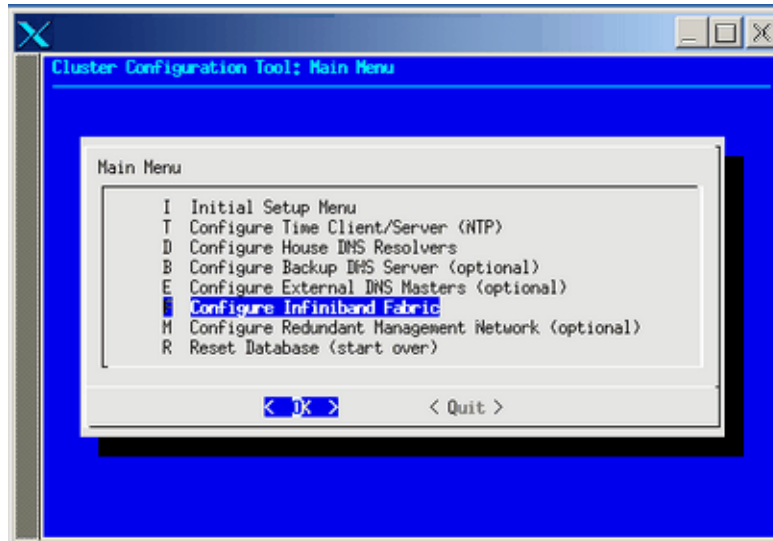 Cluster Configuration Tool: Main Menu
Main Menu
I Initial Setup Menu
T Configure Time Client/Server (NTP)
D Configure House DNS Resolvers
B Configure Backup DNS Server (optional)
E Configure External DNS Masters (optional)
Configure Infiniband Fabric
M Configure Redundant Management Network (optional)
R Reset Database (start over)
< OK > < Quit >